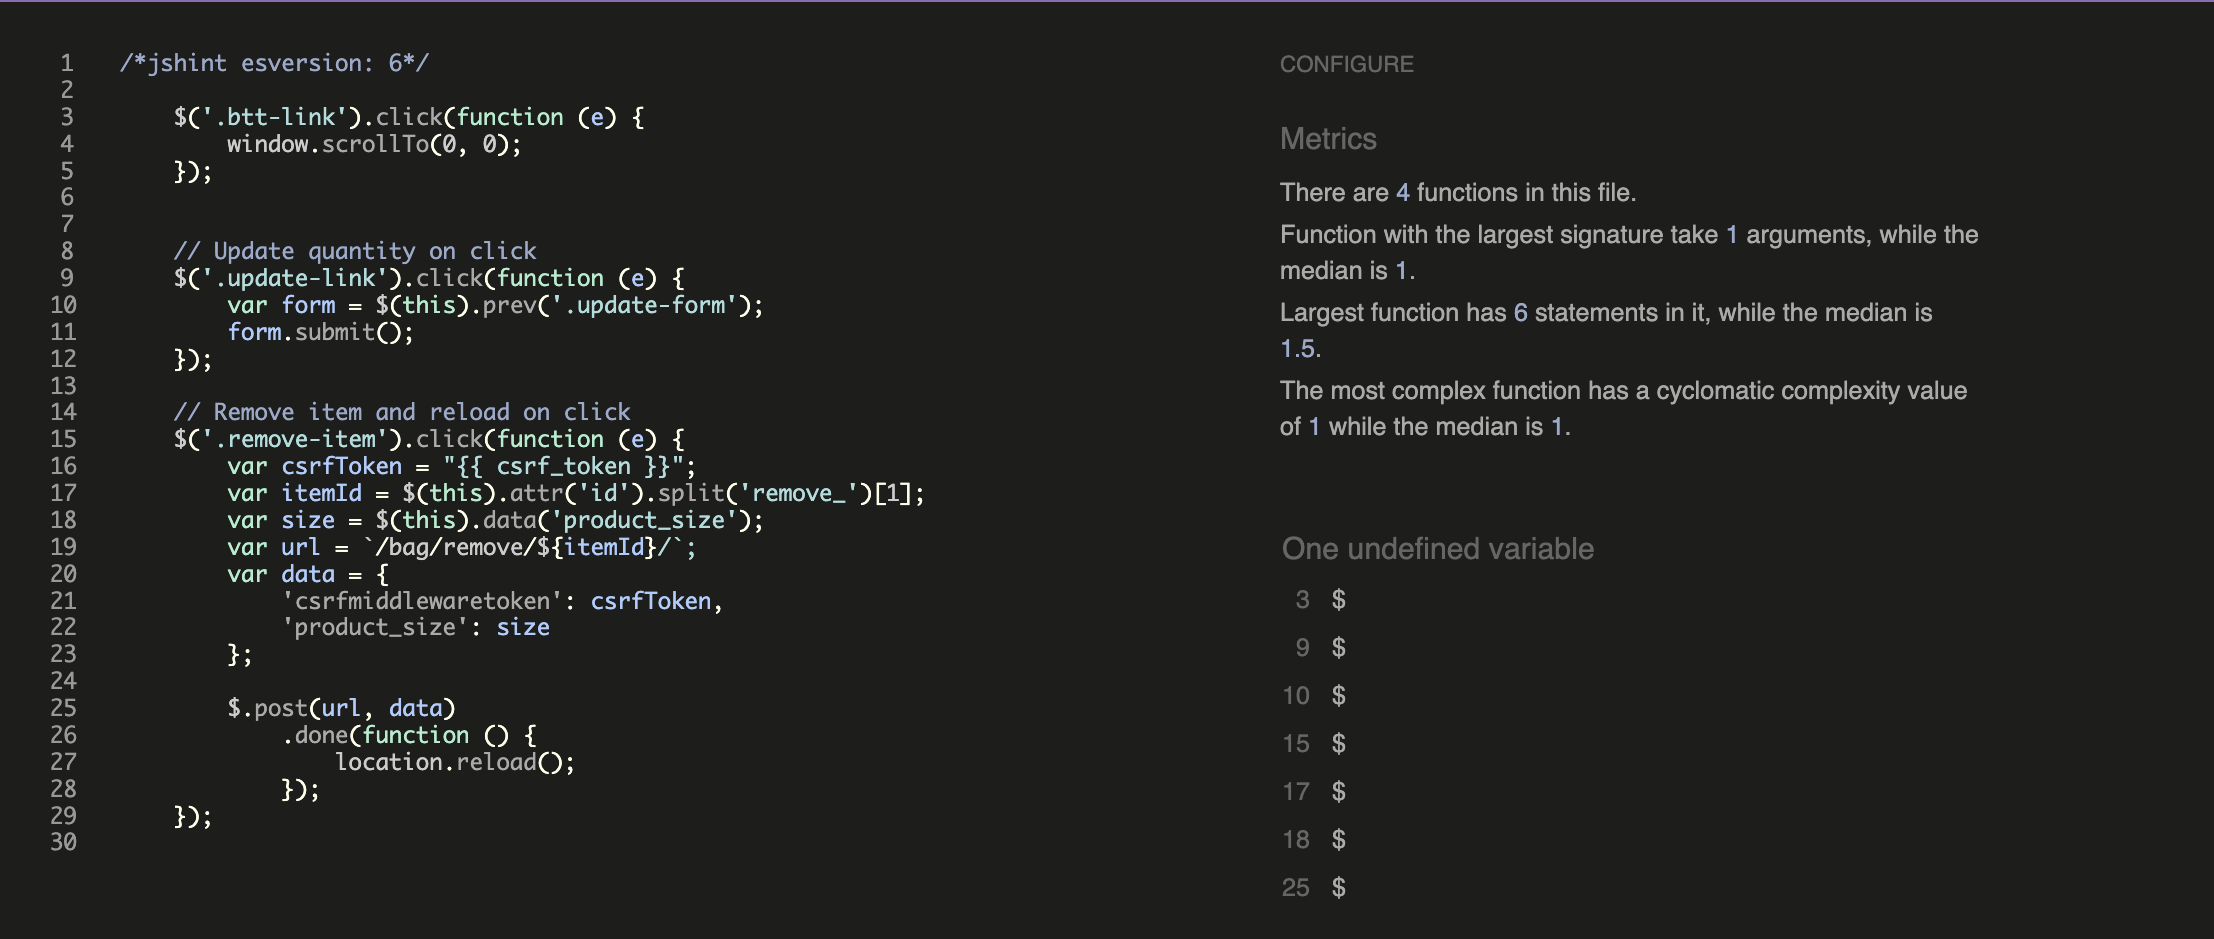 1 /*jshint esversion: 6*/
2
3 $('.btt-link').click(function (e) {
4 window.scrollTo(0, 0);
5 });
6
7
8 // Update quantity on click
9 $('.update-link').click(function (e) {
10 var form = $(this).prev('.update-form');
11 form.submit();
12 });
13
14 // Remove item and reload on click
15 $('.remove-item').click(function (e) {
16 var csrfToken = "{{ csrf_token }}";
17 var itemId = $(this).attr('id').split('remove_')[1];
18 var size = $(this).data('product_size');
19 var url = `/bag/remove/${itemId}/`;
20 var data = {
21 'csrfmiddlewaretoken': csrfToken,
22 'product_size': size
23 };
24
25 $.post(url, data)
26 .done(function () {
27 location.reload();
28 });
29 });
30
CONFIGURE
Metrics
There are 4 functions in this file.
Function with the largest signature take 1 arguments, while the
median is 1.
Largest function has 6 statements in it, while the median is
1.5.
The most complex function has a cyclomatic complexity value
of 1 while the median is 1.
One undefined variable
3 $
9 $
10 $
15 $
17 $
18 $
25 $